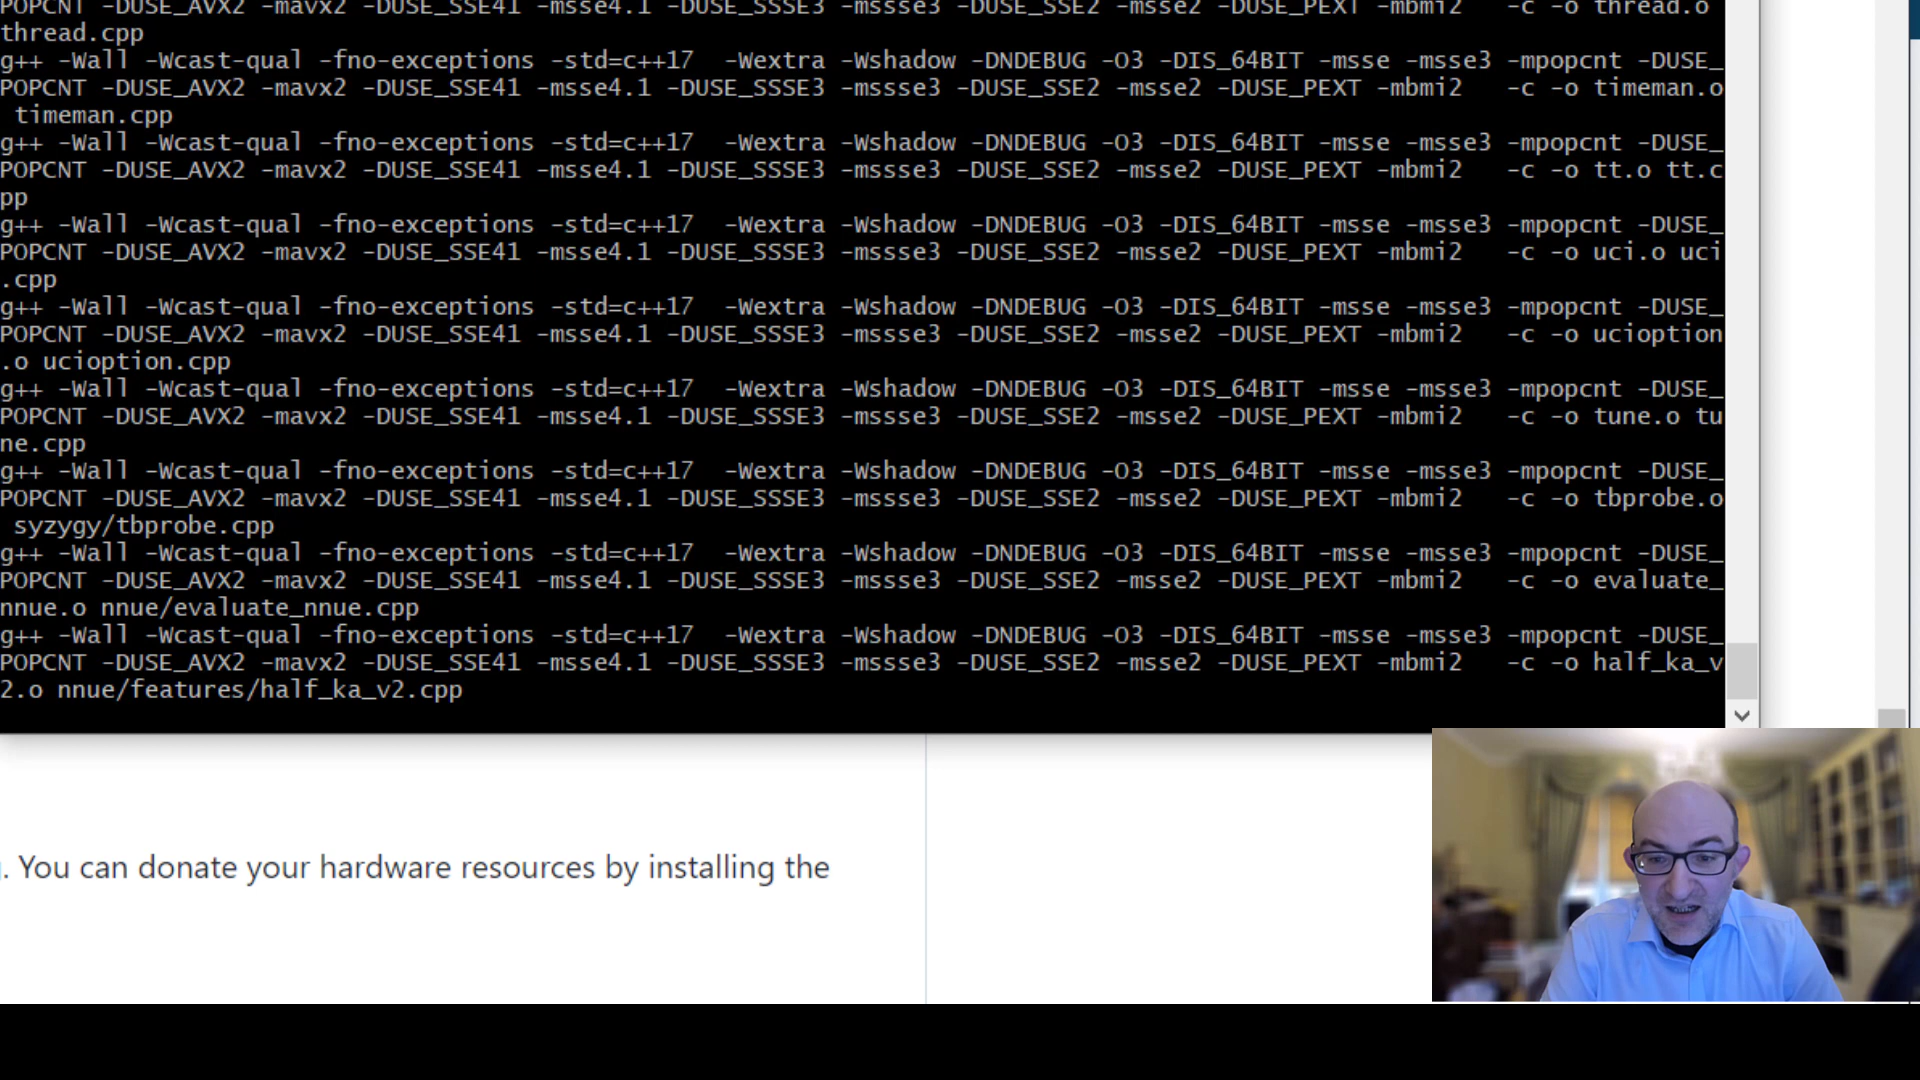 POPCNT -DUSE_AVX2 -mavx2 -DUSE_SSE41 -msse4.1 -DUSE_SSSE3 -mssse3 -DUSE_SSE2 -msse2 -DUSE_PEXT -mbmi2   -c -o thread.o
thread.cpp
g++ -Wall -Wcast-qual -fno-exceptions -std=c++17  -Wextra -Wshadow -DNDEBUG -O3 -DIS_64BIT -msse -msse3 -mpopcnt -DUSE_
POPCNT -DUSE_AVX2 -mavx2 -DUSE_SSE41 -msse4.1 -DUSE_SSSE3 -mssse3 -DUSE_SSE2 -msse2 -DUSE_PEXT -mbmi2   -c -o timeman.o
 timeman.cpp
g++ -Wall -Wcast-qual -fno-exceptions -std=c++17  -Wextra -Wshadow -DNDEBUG -O3 -DIS_64BIT -msse -msse3 -mpopcnt -DUSE_
POPCNT -DUSE_AVX2 -mavx2 -DUSE_SSE41 -msse4.1 -DUSE_SSSE3 -mssse3 -DUSE_SSE2 -msse2 -DUSE_PEXT -mbmi2   -c -o tt.o tt.c
pp
g++ -Wall -Wcast-qual -fno-exceptions -std=c++17  -Wextra -Wshadow -DNDEBUG -O3 -DIS_64BIT -msse -msse3 -mpopcnt -DUSE_
POPCNT -DUSE_AVX2 -mavx2 -DUSE_SSE41 -msse4.1 -DUSE_SSSE3 -mssse3 -DUSE_SSE2 -msse2 -DUSE_PEXT -mbmi2   -c -o uci.o uci
.cpp
g++ -Wall -Wcast-qual -fno-exceptions -std=c++17  -Wextra -Wshadow -DNDEBUG -O3 -DIS_64BIT -msse -msse3 -mpopcnt -DUSE_
POPCNT -DUSE_AVX2 -mavx2 -DUSE_SSE41 -msse4.1 -DUSE_SSSE3 -mssse3 -DUSE_SSE2 -msse2 -DUSE_PEXT -mbmi2   -c -o ucioption
.o ucioption.cpp
g++ -Wall -Wcast-qual -fno-exceptions -std=c++17  -Wextra -Wshadow -DNDEBUG -O3 -DIS_64BIT -msse -msse3 -mpopcnt -DUSE_
POPCNT -DUSE_AVX2 -mavx2 -DUSE_SSE41 -msse4.1 -DUSE_SSSE3 -mssse3 -DUSE_SSE2 -msse2 -DUSE_PEXT -mbmi2   -c -o tune.o tu
ne.cpp
g++ -Wall -Wcast-qual -fno-exceptions -std=c++17  -Wextra -Wshadow -DNDEBUG -O3 -DIS_64BIT -msse -msse3 -mpopcnt -DUSE_
POPCNT -DUSE_AVX2 -mavx2 -DUSE_SSE41 -msse4.1 -DUSE_SSSE3 -mssse3 -DUSE_SSE2 -msse2 -DUSE_PEXT -mbmi2   -c -o tbprobe.o
 syzygy/tbprobe.cpp
g++ -Wall -Wcast-qual -fno-exceptions -std=c++17  -Wextra -Wshadow -DNDEBUG -O3 -DIS_64BIT -msse -msse3 -mpopcnt -DUSE_
POPCNT -DUSE_AVX2 -mavx2 -DUSE_SSE41 -msse4.1 -DUSE_SSSE3 -mssse3 -DUSE_SSE2 -msse2 -DUSE_PEXT -mbmi2   -c -o evaluate_
nnue.o nnue/evaluate_nnue.cpp
g++ -Wall -Wcast-qual -fno-exceptions -std=c++17  -Wextra -Wshadow -DNDEBUG -O3 -DIS_64BIT -msse -msse3 -mpopcnt -DUSE_
POPCNT -DUSE_AVX2 -mavx2 -DUSE_SSE41 -msse4.1 -DUSE_SSSE3 -mssse3 -DUSE_SSE2 -msse2 -DUSE_PEXT -mbmi2   -c -o half_ka_v
2.o nnue/features/half_ka_v2.cpp
. You can donate your hardware resources by installing the